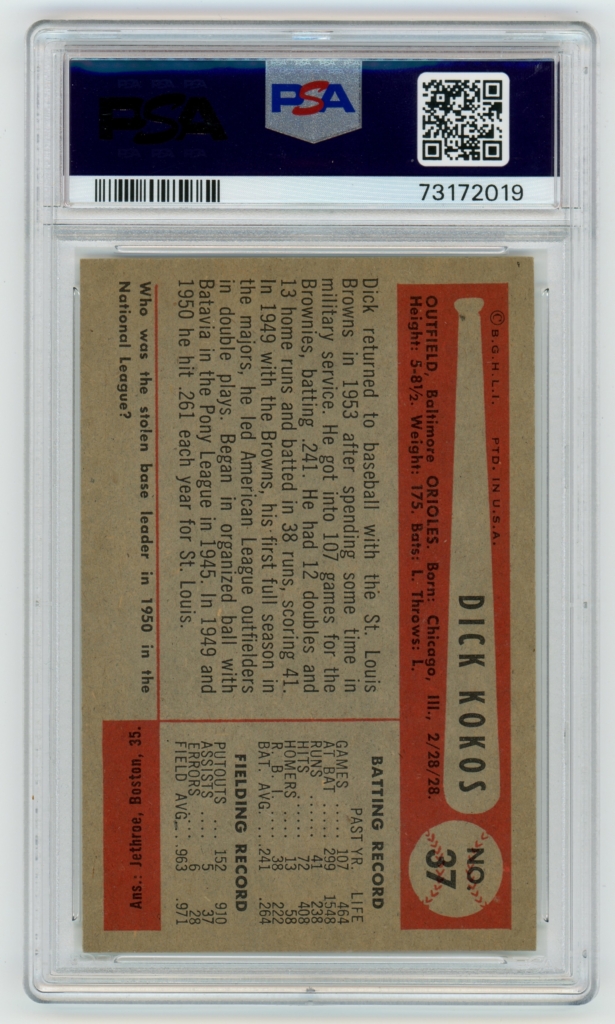 PSA
PSA
73172019
© B.G.H.L.I. PTD. IN U.S.A.
DICK KOKOS
NO.
37
OUTFIELD, Baltimore ORIOLES. Born: Chicago, Ill., 2/28/28.
Height: 5-8½. Weight: 175. Bats: L. Throws: L.
Dick returned to baseball with the St. Louis
Browns in 1953 after spending some time in
military service. He got into 107 games for the
Brownies, batting .241. He had 12 doubles and
13 home runs and batted in 38 runs, scoring 41.
In 1949 with the Browns, his first full season in
the majors, he led American League outfielders
in double plays. Began in organized ball with
Batavia in the Pony League in 1945. In 1949 and
1950 he hit .261 each year for St. Louis.
BATTING RECORD
PAST YR. LIFE
GAMES .... 107 464
AT BAT .... 299 1548
RUNS ..... 41 238
HITS ...... 72 408
HOMERS .... 13 58
R. B. I. .... 38 222
BAT. AVG. ... .241 .264
FIELDING RECORD
PUTOUTS .. 152 910
ASSISTS .... 5 37
ERRORS .... 6 28
FIELD AVG... .963 .971
Who was the stolen base leader in 1950 in the
National League?
Ans.: Jethroe, Boston, 35.